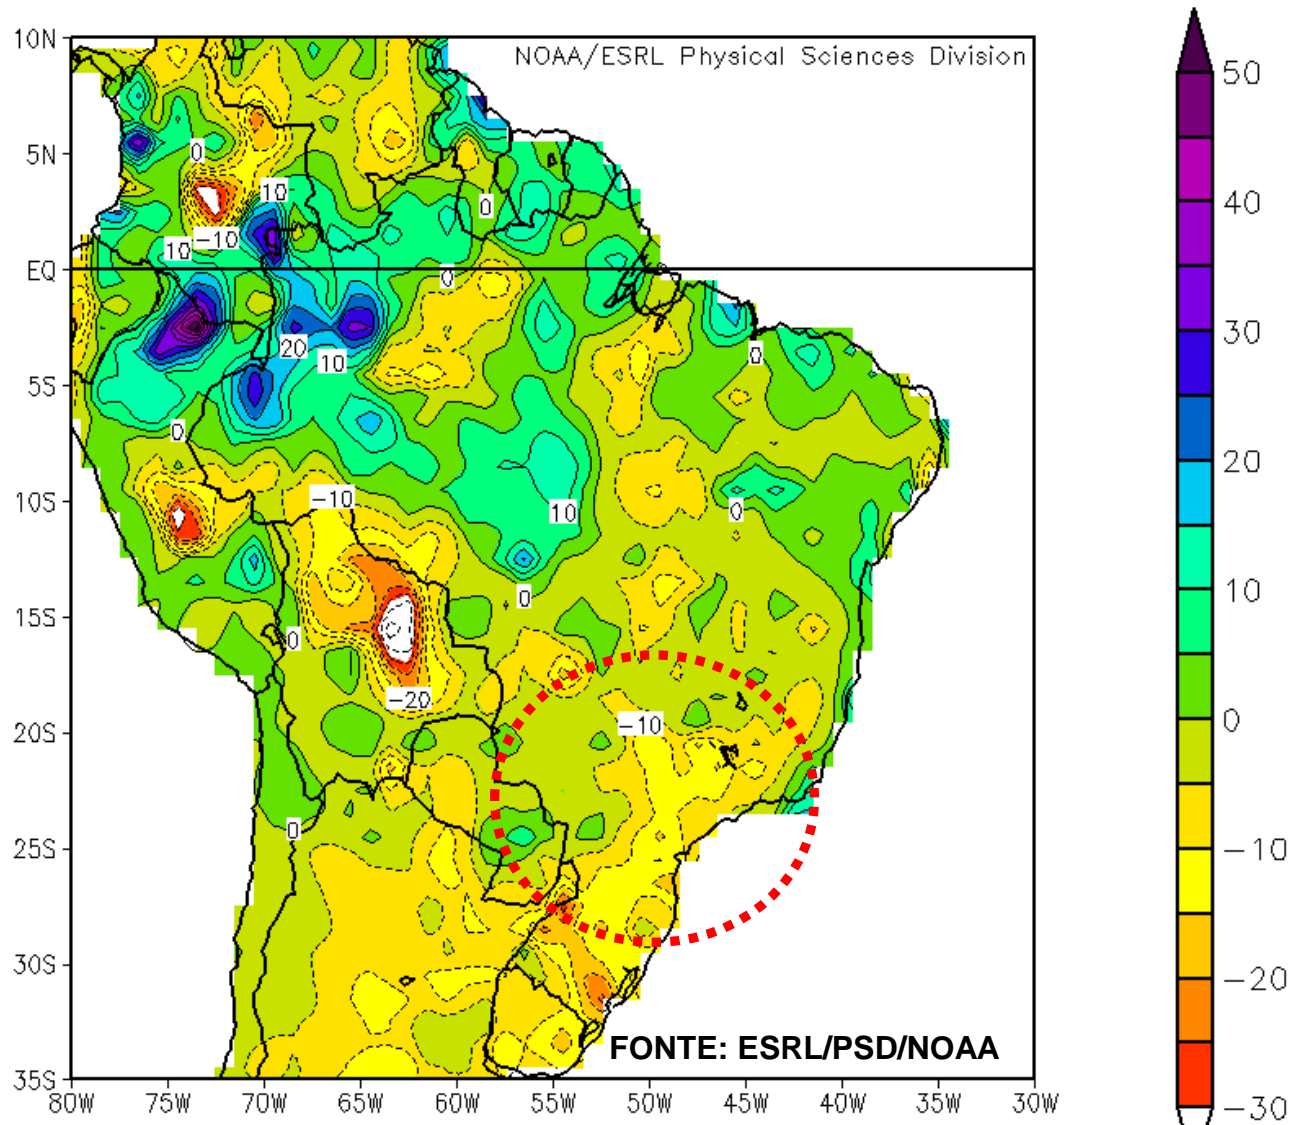 10N
NOAA/ESRL Physical Sciences Division
50
5N
0
10
40
0
10
-10
EQ
0
30
20
10
0
5S
0
20
-10
10S
10
0
10
0
15S
0
-20
-10
0
20S
0
25S
-10
30S
-20
FONTE: ESRL/PSD/NOAA
35S
-30
80W 75W 70W 65W 60W 55W 50W 45W 40W 35W 30W